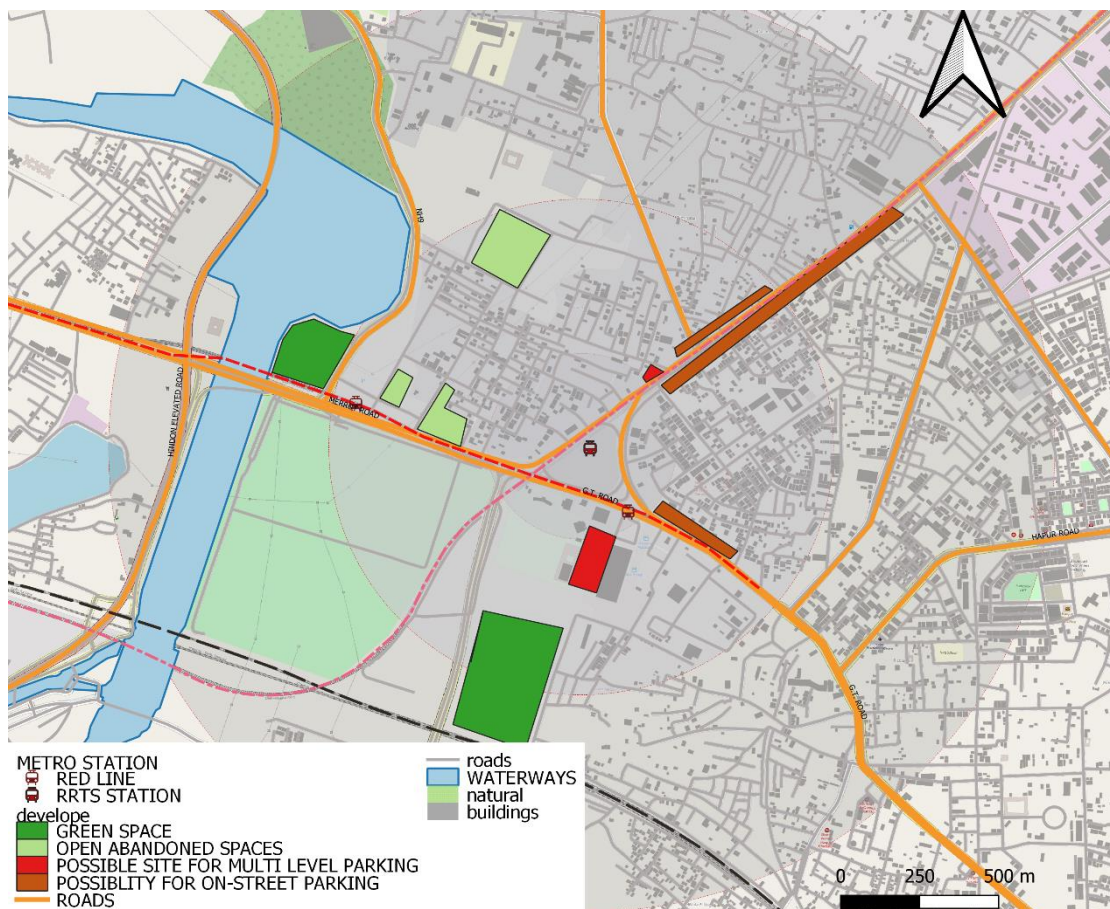 NH9
HINDON ELEVATED ROAD
G.T. ROAD
HAPUR ROAD
G.T. ROAD
METRO STATION
RED LINE
RRTS STATION
develope
GREEN SPACE
OPEN ABANDONED SPACES
POSSIBLE SITE FOR MULTI LEVEL PARKING
POSSIBLITY FOR ON-STREET PARKING
ROADS
roads
WATERWAYS
natural
buildings
0 250 500 m